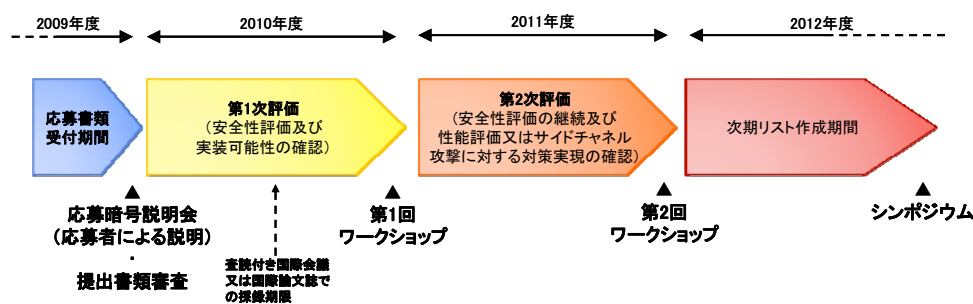 2009年度
2010年度
2011年度
2012年度
応募書類
受付期間
第1次評価
(安全性評価及び
実装可能性の確認)
第2次評価
(安全性評価の継続及び
性能評価又はサイドチャネル
攻撃に対する対策実現の確認)
次期リスト作成期間
▲
応募暗号説明会
(応募者による説明)
・
提出書類審査
査読付き国際会議
又は国際論文誌で
の採録期限
▲
第1回
ワークショップ
▲
第2回
ワークショップ
▲
シンポジウム